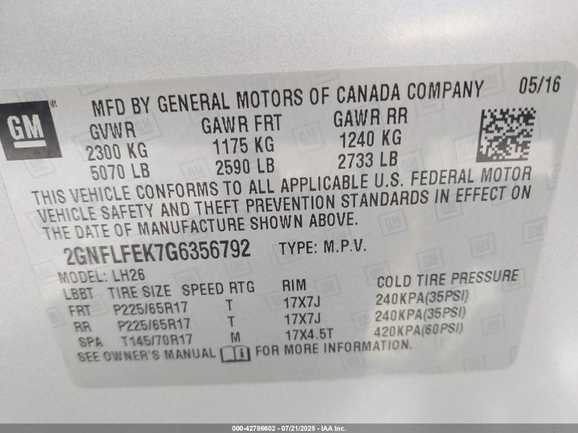 MFD BY GENERAL MOTORS OF CANADA COMPANY 05/16
GM
GVWR GAWR FRT GAWR RR
2300 KG 1175 KG 1240 KG
5070 LB 2590 LB 2733 LB
THIS VEHICLE CONFORMS TO ALL APPLICABLE U.S. FEDERAL MOTOR
VEHICLE SAFETY AND THEFT PREVENTION STANDARDS IN EFFECT ON
THE DATE OF MANUFACTURE SHOWN ABOVE.
2GNFLFEK7G6356792 TYPE: M.P.V.
MODEL: LH26
LBBT TIRE SIZE SPEED RTG RIM COLD TIRE PRESSURE
FRT P225/65R17 T 17X7J 240KPA(35PSI)
RR P225/65R17 T 17X7J 240KPA(35PSI)
SPA T145/70R17 M 17X4.5T 420KPA(60PSI)
SEE OWNER'S MANUAL FOR MORE INFORMATION.
000-42796602 - 07/21/2025 - IAAI.Inc.